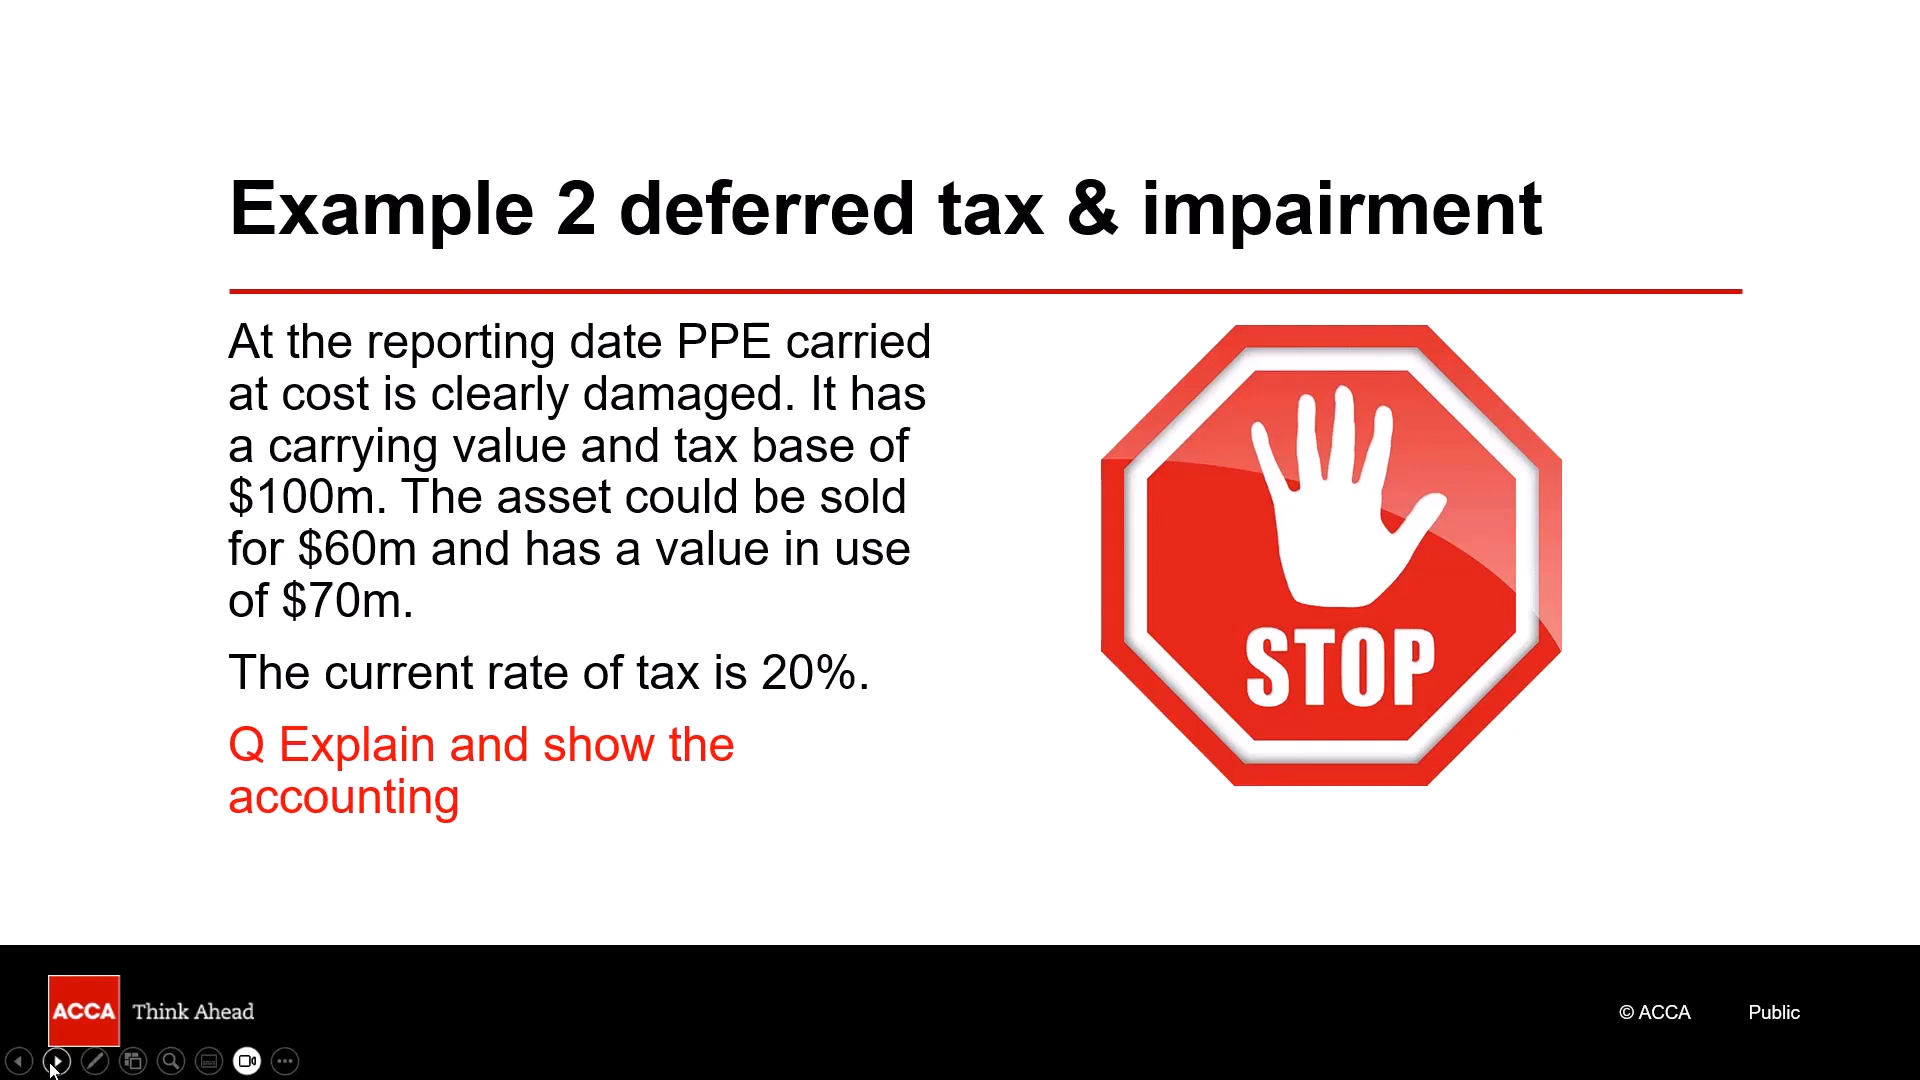 Example 2 deferred tax & impairment
At the reporting date PPE carried
at cost is clearly damaged. It has
a carrying value and tax base of
$100m. The asset could be sold
for $60m and has a value in use
of $70m.
The current rate of tax is 20%.
Q Explain and show the
accounting
STOP
ACCA Think Ahead
© ACCA Public